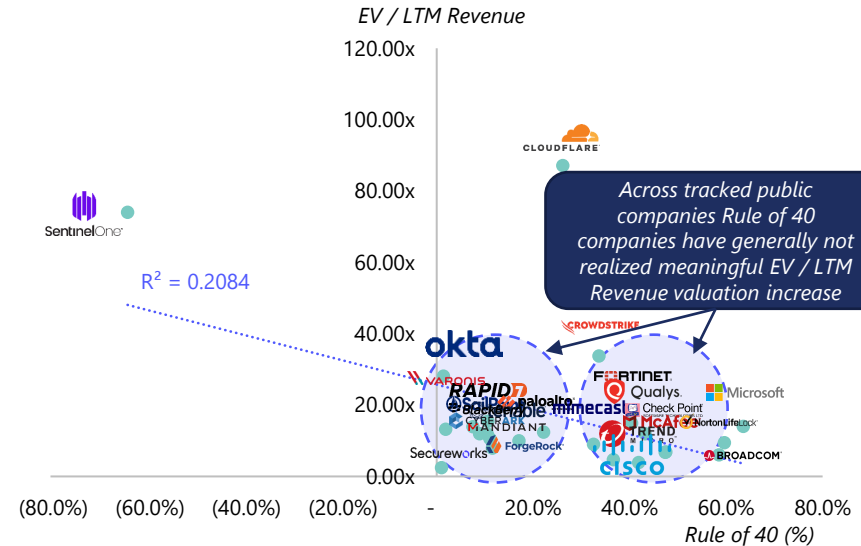 EV / LTM Revenue
120.00x
100.00x
CLOUDFLARE
80.00x
Across tracked public
companies Rule of 40
companies have generally not
realized meaningful EV / LTM
Revenue valuation increase
SentinelOne
60.00x
R² = 0.2084
40.00x
CROWDSTRIKE
okta
VARONIS
FORTINET
RAPID7
Qualys.
Microsoft
paloalto
20.00x
mimecast
Check Point
McAfee
NortonLifeLock
CYBERARK
MANDIANT
TREND
MICRO
Secureworks
ForgeRock
BROADCOM
CISCO
0.00x
(80.0%) (60.0%) (40.0%) (20.0%) - 20.0% 40.0% 60.0% 80.0%
Rule of 40 (%)